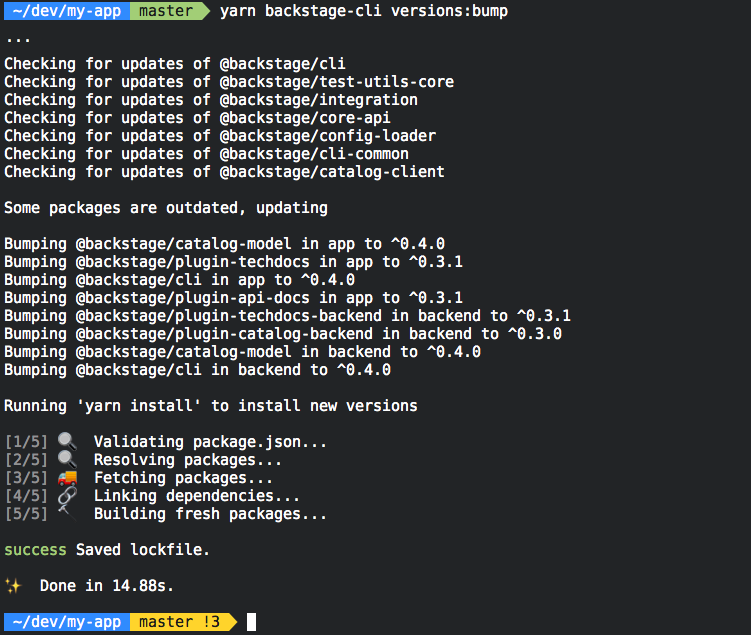 ~/dev/my-app master yarn backstage-cli versions:bump
...
Checking for updates of @backstage/cli
Checking for updates of @backstage/test-utils-core
Checking for updates of @backstage/integration
Checking for updates of @backstage/core-api
Checking for updates of @backstage/config-loader
Checking for updates of @backstage/cli-common
Checking for updates of @backstage/catalog-client
Some packages are outdated, updating
Bumping @backstage/catalog-model in app to ^0.4.0
Bumping @backstage/plugin-techdocs in app to ^0.3.1
Bumping @backstage/cli in app to ^0.4.0
Bumping @backstage/plugin-api-docs in app to ^0.3.1
Bumping @backstage/plugin-techdocs-backend in backend to ^0.3.1
Bumping @backstage/plugin-catalog-backend in backend to ^0.3.0
Bumping @backstage/catalog-model in backend to ^0.4.0
Bumping @backstage/cli in backend to ^0.4.0
Running 'yarn install' to install new versions
[1/5] 🔍 Validating package.json...
[2/5] 🔍 Resolving packages...
[3/5] 🚚 Fetching packages...
[4/5] 🔗 Linking dependencies...
[5/5] 🔨 Building fresh packages...
success Saved lockfile.
✨ Done in 14.88s.
~/dev/my-app master !3